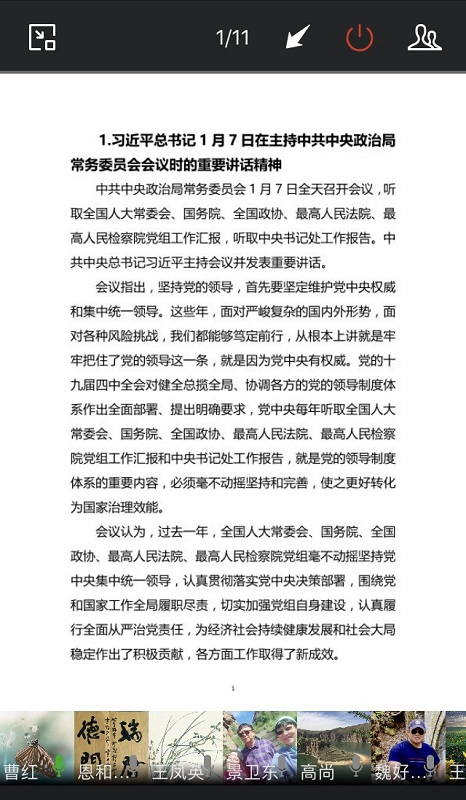 1/11
1.习近平总书记1月7日在主持中共中央政治局
常务委员会会议时的重要讲话精神
中共中央政治局常务委员会1月7日全天召开会议，听
取全国人大常委会、国务院、全国政协、最高人民法院、最
高人民检察院党组工作汇报，听取中央书记处工作报告。中
共中央总书记习近平主持会议并发表重要讲话。
会议指出，坚持党的领导，首先要坚定维护党中央权威
和集中统一领导。这些年，面对严峻复杂的国内外形势，面
对各种风险挑战，我们都能够笃定前行，从根本上讲就是牢
牢把住了党的领导这一条，就是因为党中央有权威。党的十
九届四中全会对健全总揽全局、协调各方的党的领导制度体
系作出全面部署、提出明确要求，党中央每年听取全国人大
常委会、国务院、全国政协、最高人民法院、最高人民检察
院党组工作汇报和中央书记处工作报告，就是党的领导制度
体系的重要内容，必须毫不动摇坚持和完善，使之更好转化
为国家治理效能。
会议认为，过去一年，全国人大常委会、国务院、全国
政协、最高人民法院、最高人民检察院党组毫不动摇坚持党
中央集中统一领导，认真贯彻落实党中央决策部署，围绕党
和国家工作全局履职尽责，切实加强党组自身建设，认真履
行全面从严治党责任，为经济社会持续健康发展和社会大局
稳定作出了积极贡献，各方面工作取得了新成效。
1
德
瑞
曹红
恩和...
王凤英
景卫东
高尚
魏好...
王